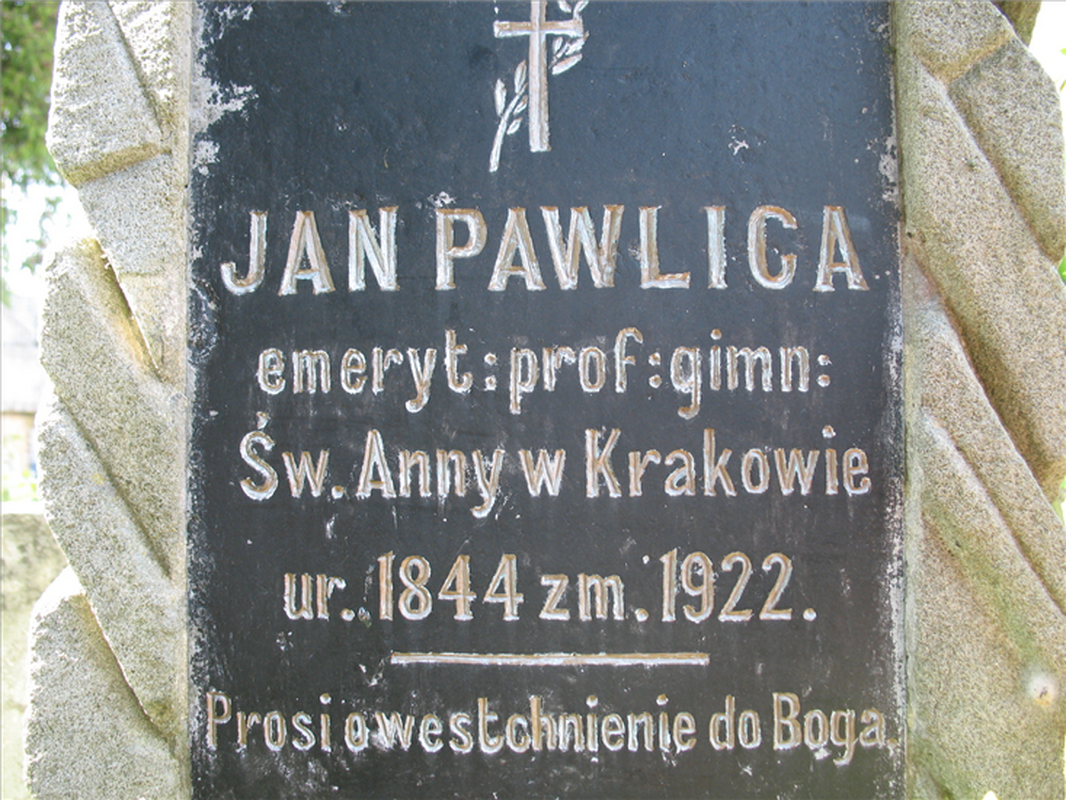 JAN PAWLICA
emeryt: prof: gimn:
Św. Anny w Krakowie
ur. 1844 zm. 1922.
Prosi o westchnienie do Boga.